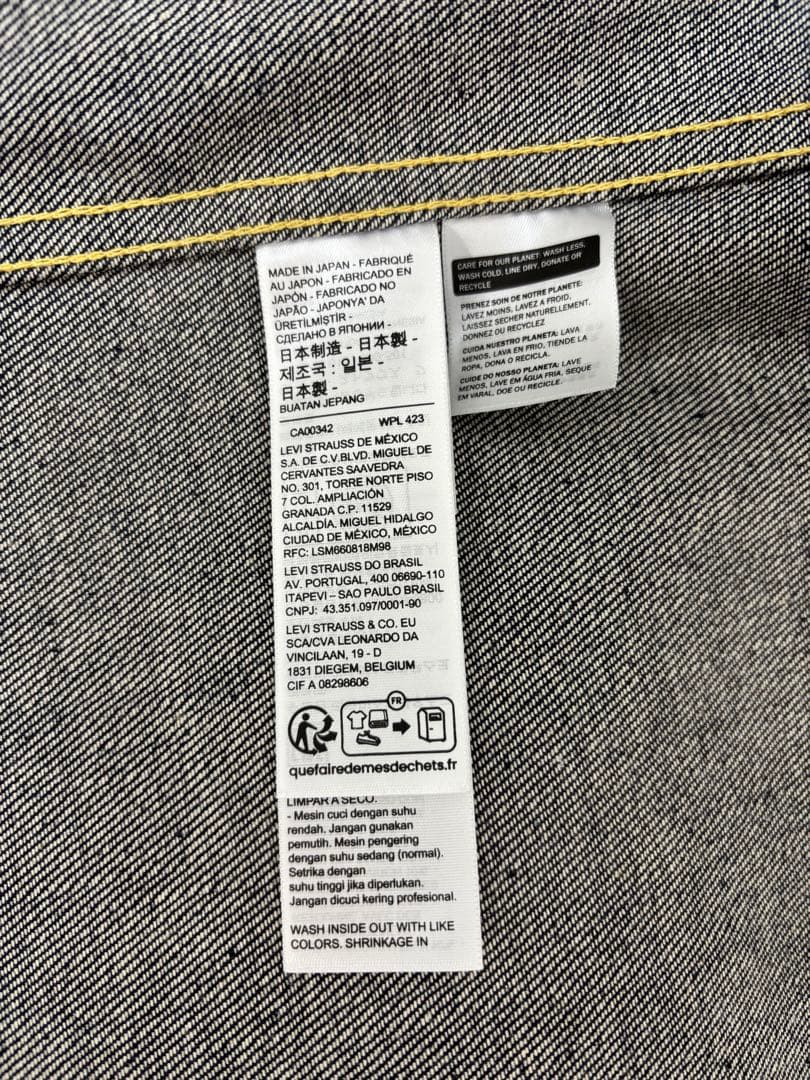 MADE IN JAPAN - FABRIQUÉ
AU JAPON - FABRICADO EN
JAPÓN - FABRICADO NO
JAPÃO - JAPONYA' DA
ÜRETİLMİŞTİR -
СДЕЛАНО В ЯПОНИИ -
日本制造 - 日本製 -
제조국 : 일본 -
日本製 -
BUATAN JEPANG
CA00342 WPL 423
LEVI STRAUSS DE MÉXICO
S.A. DE C.V.BLVD. MIGUEL DE
CERVANTES SAAVEDRA
NO. 301, TORRE NORTE PISO
7 COL. AMPLIACIÓN
GRANADA C.P. 11529
ALCALDÍA. MIGUEL HIDALGO
CIUDAD DE MÉXICO, MÉXICO
RFC: LSM660818M98
LEVI STRAUSS DO BRASIL
AV. PORTUGAL, 400 06690-110
ITAPEVI – SAO PAULO BRASIL
CNPJ: 43.351.097/0001-90
LEVI STRAUSS & CO. EU
SCA/CVA LEONARDO DA
VINCILAAN, 19 - D
1831 DIEGEM, BELGIUM
CIF A 08298606
FR
quefairedemesdechets.fr
LIMPAR A SECO.
- Mesin cuci dengan suhu
rendah. Jangan gunakan
pemutih. Mesin pengering
dengan suhu sedang (normal).
Setrika dengan
suhu tinggi jika diperlukan.
Jangan dicuci kering profesional.
WASH INSIDE OUT WITH LIKE
COLORS. SHRINKAGE IN
CARE FOR OUR PLANET: WASH LESS,
WASH COLD, LINE DRY, DONATE OR
RECYCLE
PRENEZ SOIN DE NOTRE PLANETE:
LAVEZ MOINS, LAVEZ A FROID,
LAISSEZ SECHER NATURELLEMENT,
DONNEZ OU RECYCLEZ
CUIDA NUESTRO PLANETA: LAVA
MENOS, LAVA EN FRIO, TIENDE LA
ROPA, DONA O RECICLA.
CUIDE DO NOSSO PLANETA: LAVE
MENOS, LAVE EM ÁGUA FRIA, SEQUE
EM VARAL, DOE OU RECICLE.